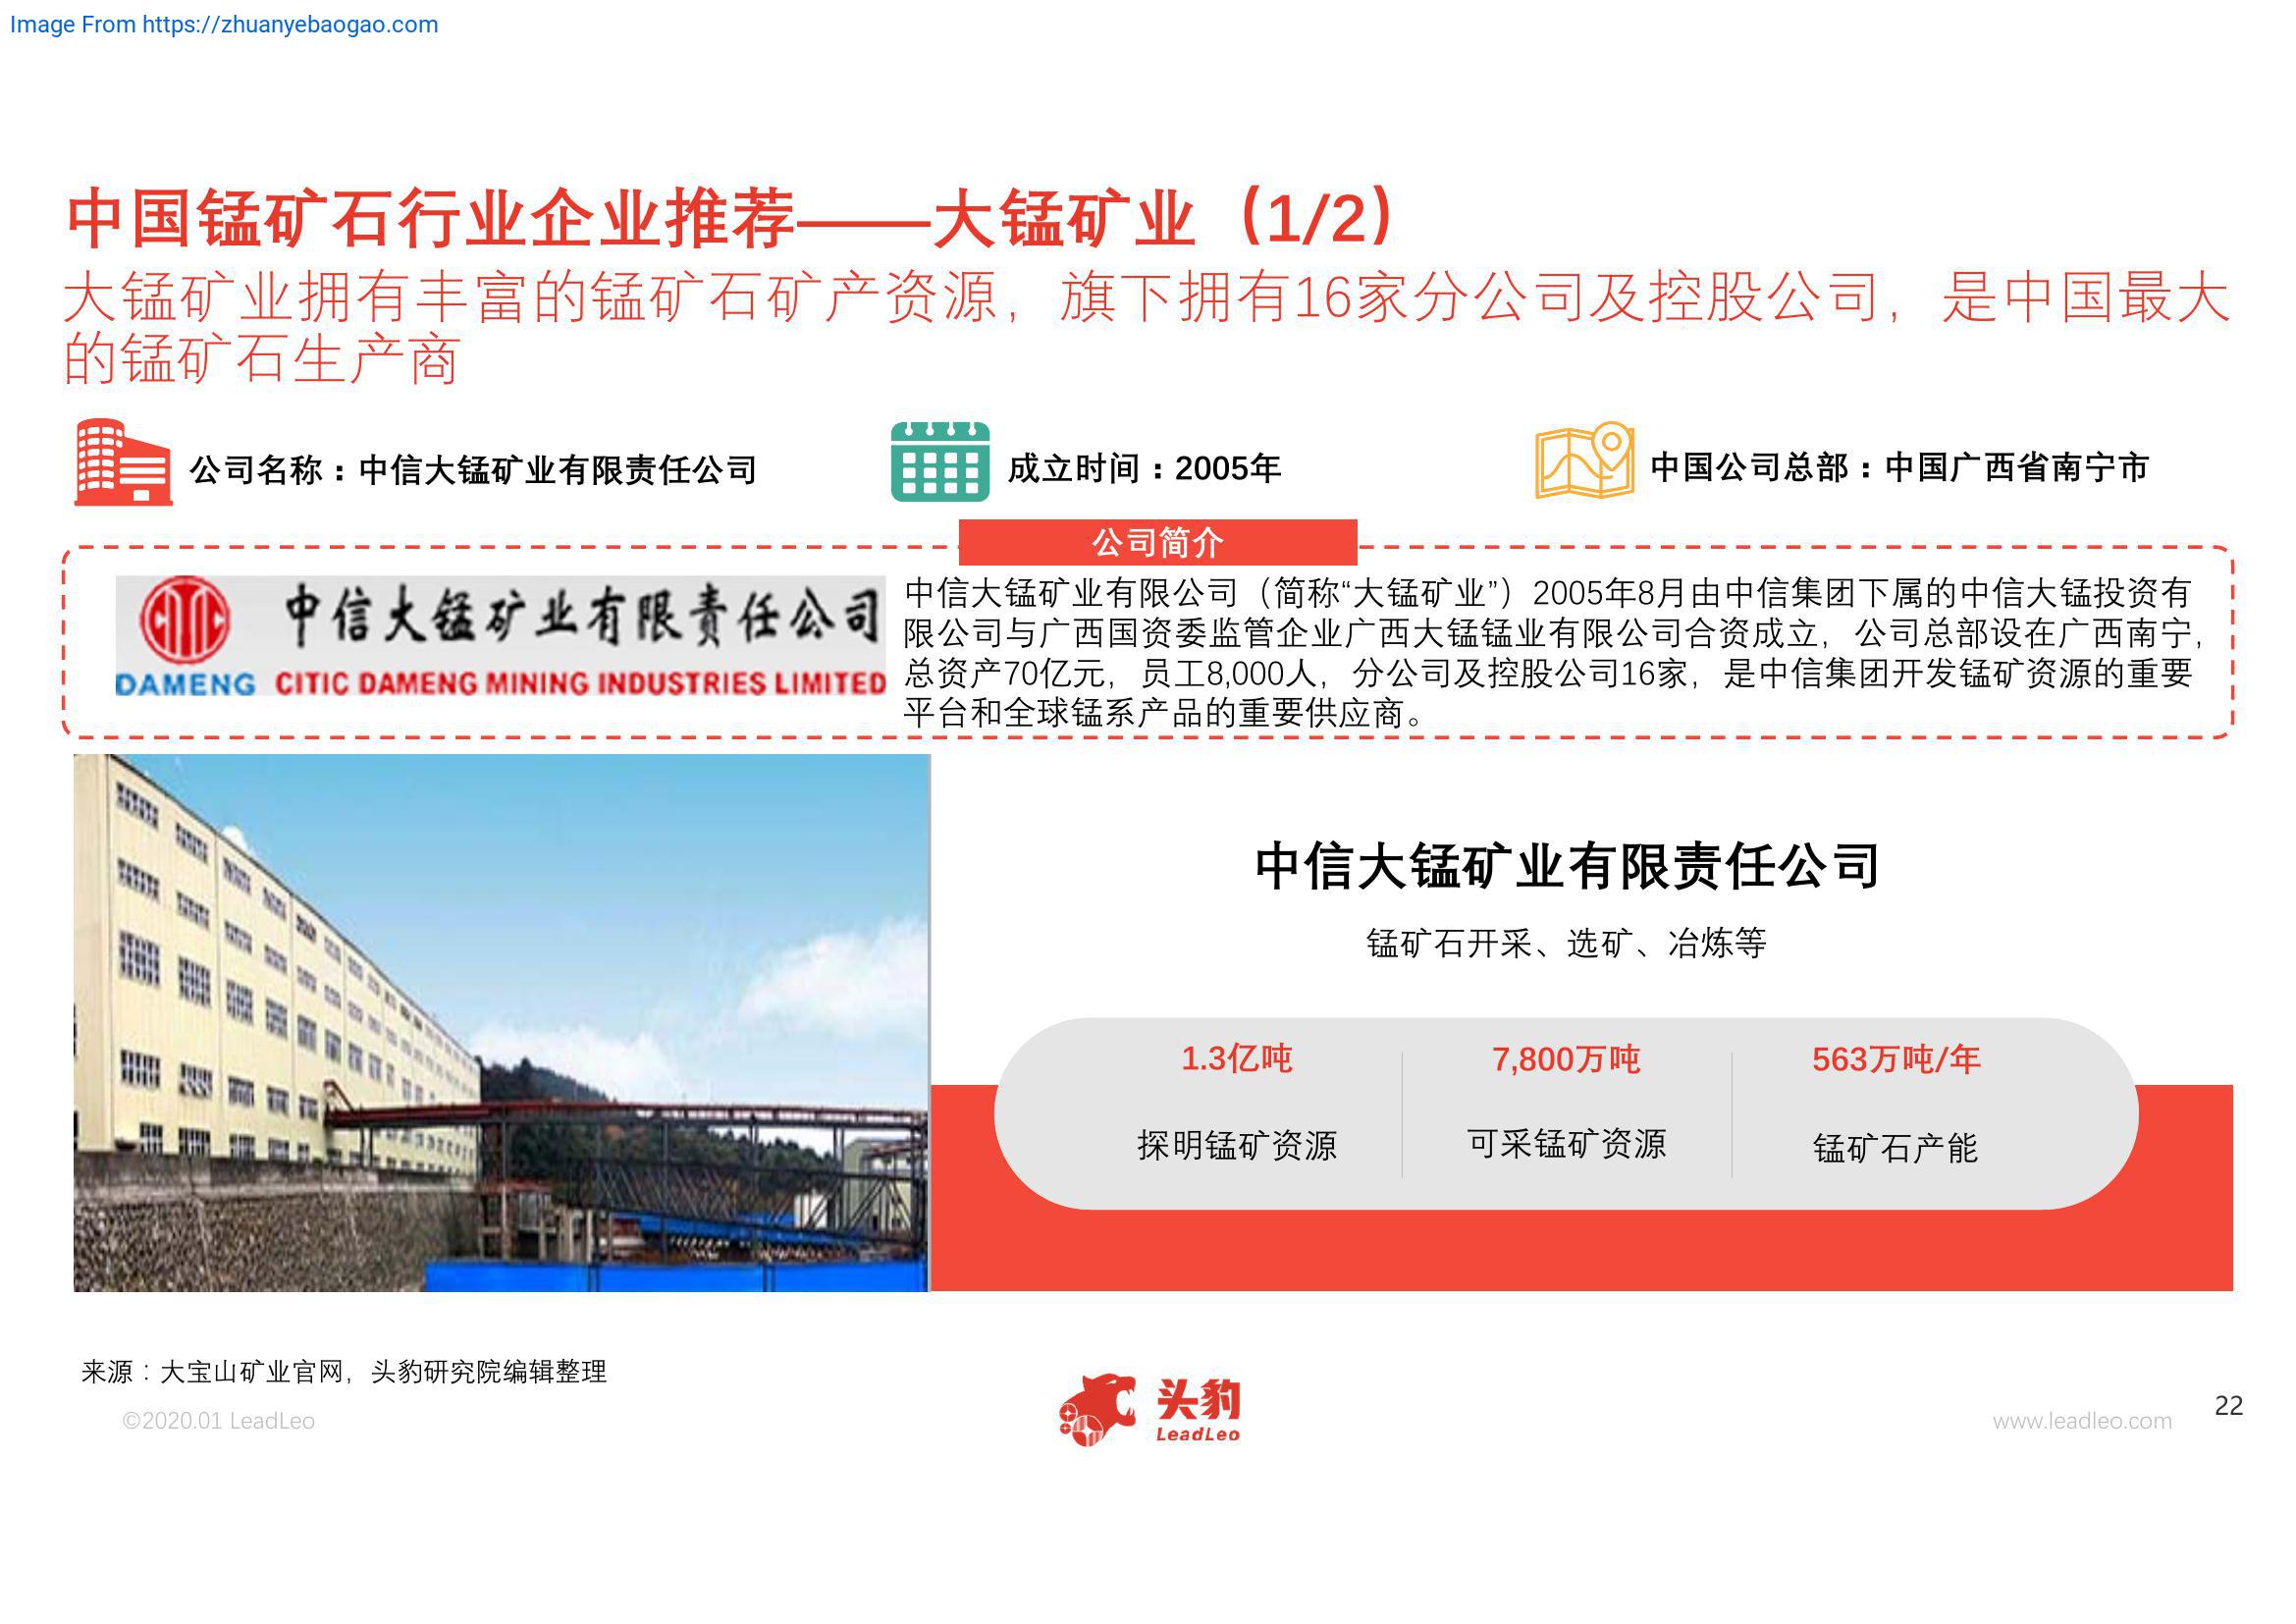 Image From https://zhuanyebaogao.com
中国锰矿石行业企业推荐——大锰矿业（1/2）
大锰矿业拥有丰富的锰矿石矿产资源，旗下拥有16家分公司及控股公司，是中国最大
的锰矿石生产商
公司名称：中信大锰矿业有限责任公司
成立时间：2005年
中国公司总部：中国广西省南宁市
公司简介
中信大锰矿业有限责任公司
DAMENG CITIC DAMENG MINING INDUSTRIES LIMITED
中信大锰矿业有限公司（简称“大锰矿业”）2005年8月由中信集团下属的中信大锰投资有
限公司与广西国资委监管企业广西大锰锰业有限公司合资成立，公司总部设在广西南宁，
总资产70亿元，员工8,000人，分公司及控股公司16家，是中信集团开发锰矿资源的重要
平台和全球锰系产品的重要供应商。
中信大锰矿业有限责任公司
锰矿石开采、选矿、冶炼等
1.3亿吨
探明锰矿资源
7,800万吨
可采锰矿资源
563万吨/年
锰矿石产能
来源：大宝山矿业官网，头豹研究院编辑整理
©2020.01 LeadLeo
头豹
LeadLeo
www.leadleo.com
22